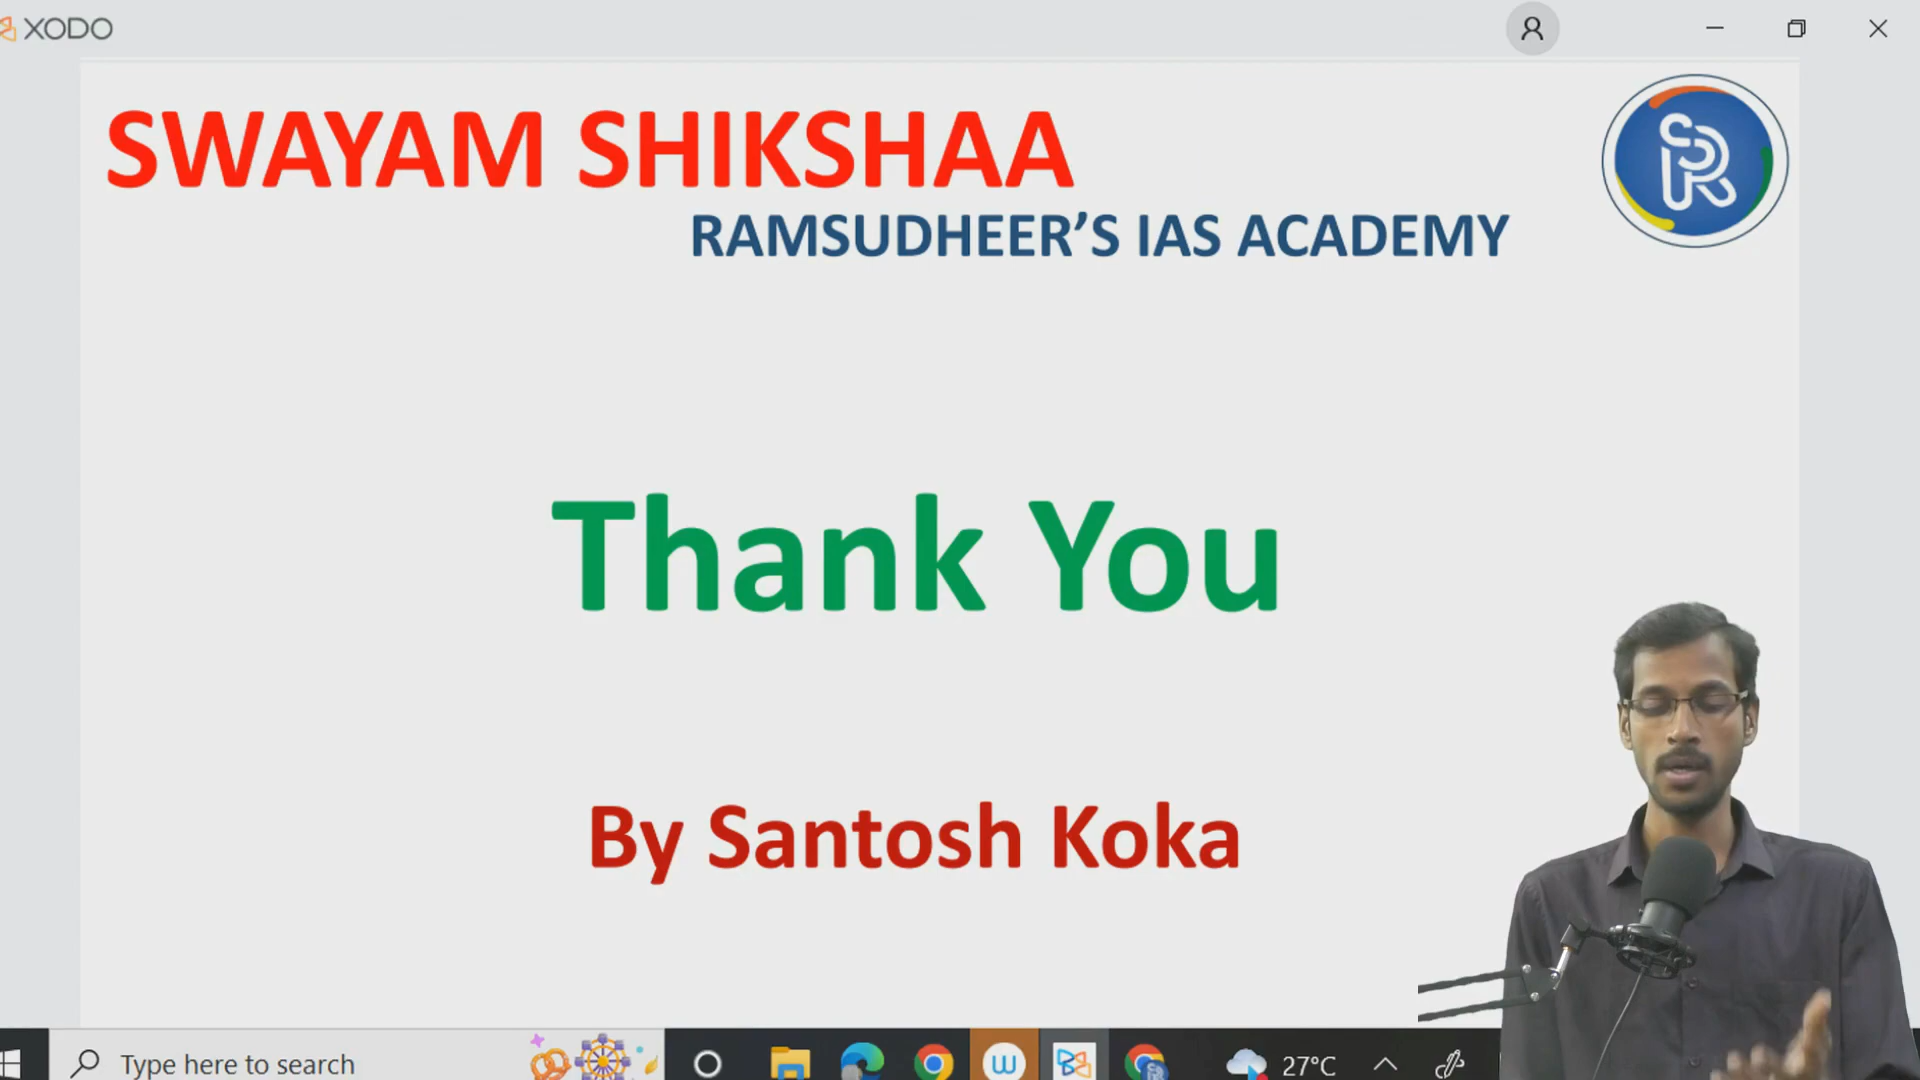 XODO
SWAYAM SHIKSHAA
RAMSUDHEER’S IAS ACADEMY
Thank You
By Santosh Koka
Type here to search
27°C